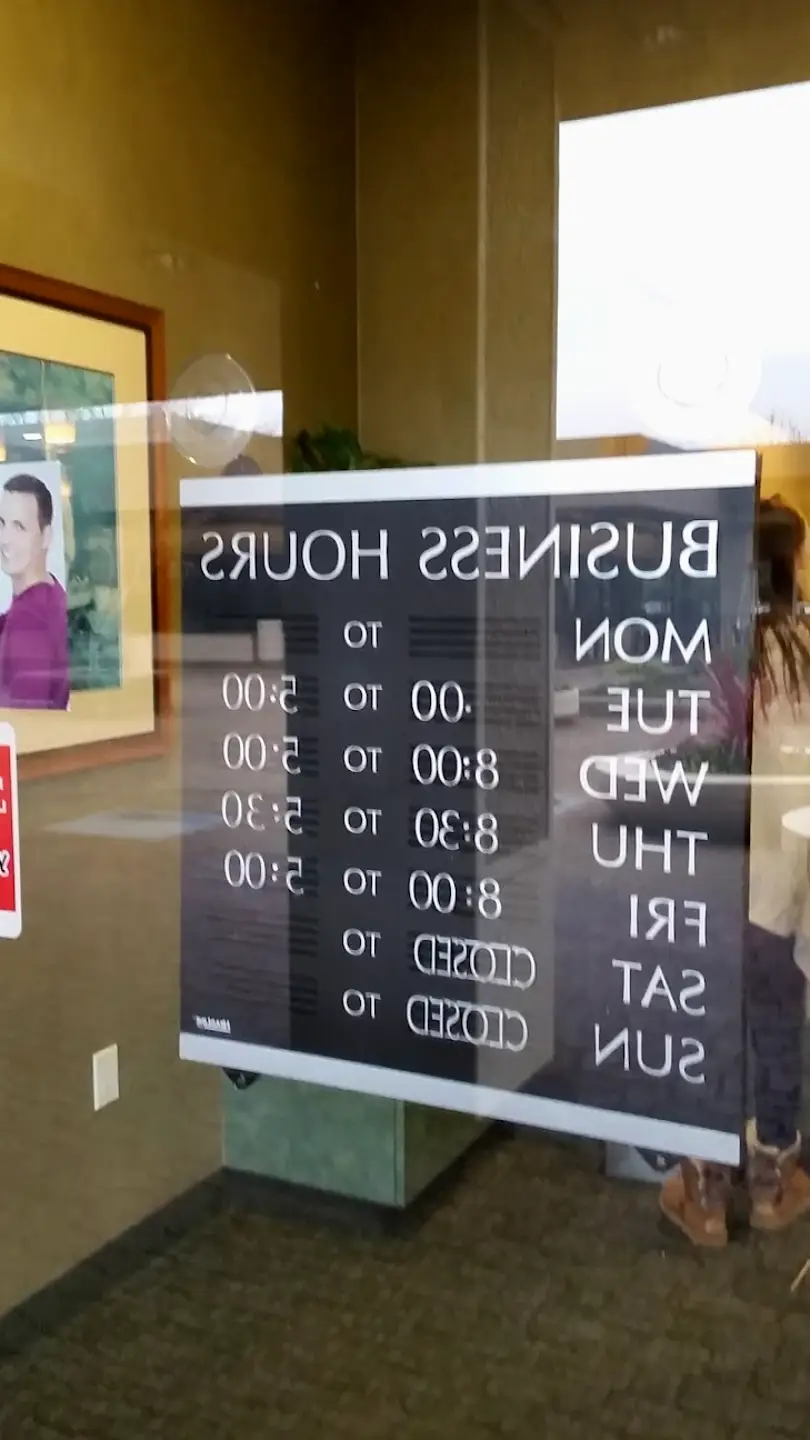 BUSINESS HOURS
MON TO
TUE :00 TO 5:00
WED 8:00 TO 5:00
THU 8:30 TO 5:30
FRI 8:00 TO 5:00
SAT CLOSED TO
SUN CLOSED TO